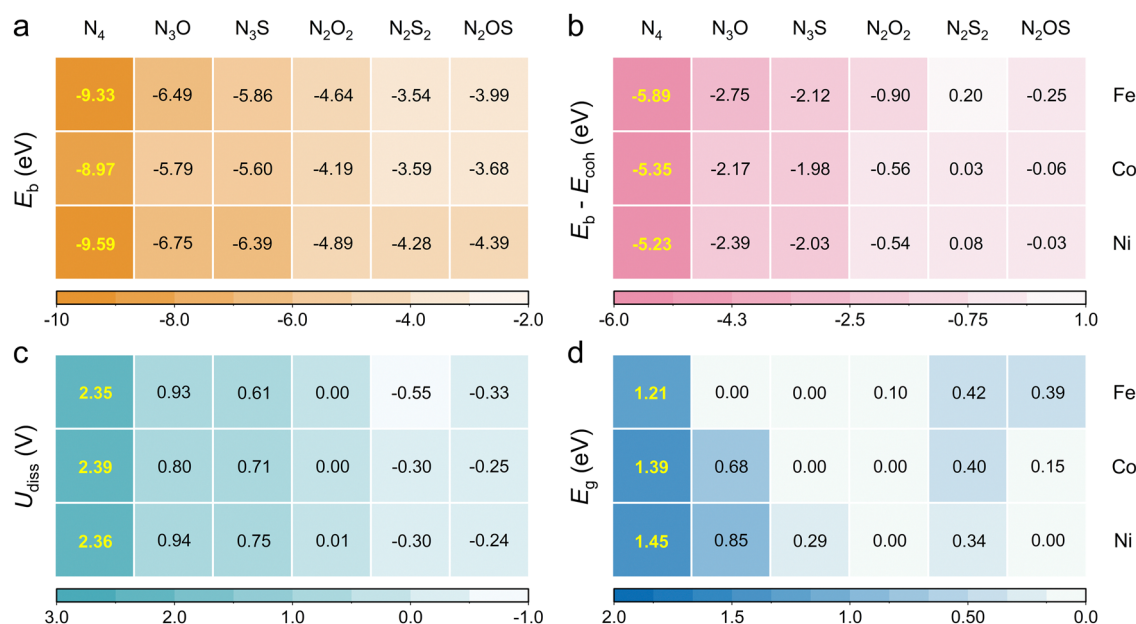 a
N₄ N₃O N₃S N₂O₂ N₂S₂ N₂OS
E_b (eV)
-9.33 -6.49 -5.86 -4.64 -3.54 -3.99
-8.97 -5.79 -5.60 -4.19 -3.59 -3.68
-9.59 -6.75 -6.39 -4.89 -4.28 -4.39
-10 -8.0 -6.0 -4.0 -2.0
b
N₄ N₃O N₃S N₂O₂ N₂S₂ N₂OS
E_b - E_coh (eV)
-5.89 -2.75 -2.12 -0.90 0.20 -0.25 Fe
-5.35 -2.17 -1.98 -0.56 0.03 -0.06 Co
-5.23 -2.39 -2.03 -0.54 0.08 -0.03 Ni
-6.0 -4.3 -2.5 -0.75 1.0
c
U_diss (V)
2.35 0.93 0.61 0.00 -0.55 -0.33
2.39 0.80 0.71 0.00 -0.30 -0.25
2.36 0.94 0.75 0.01 -0.30 -0.24
3.0 2.0 1.0 0.0 -1.0
d
E_g (eV)
1.21 0.00 0.00 0.10 0.42 0.39 Fe
1.39 0.68 0.00 0.00 0.40 0.15 Co
1.45 0.85 0.29 0.00 0.34 0.00 Ni
2.0 1.5 1.0 0.50 0.0